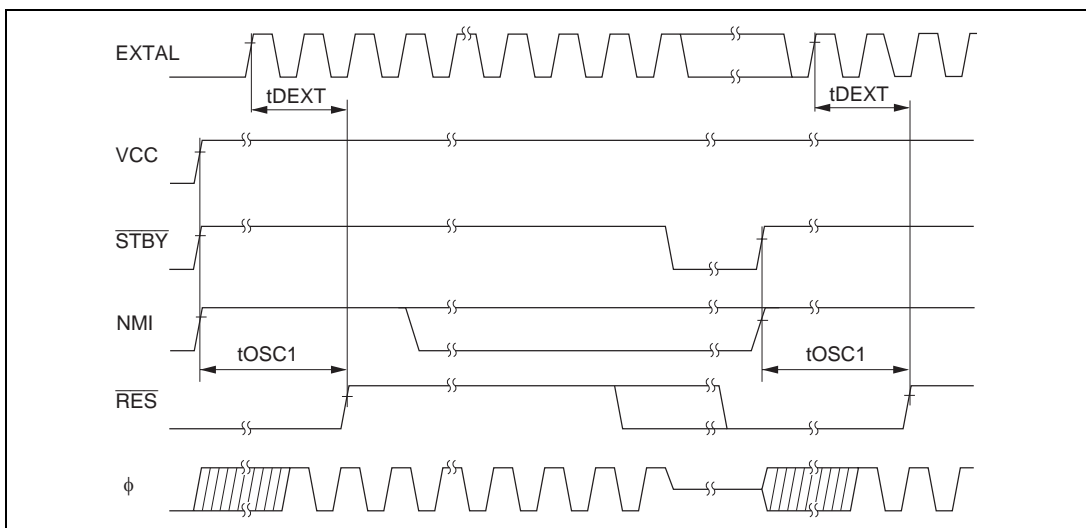 EXTAL
tDEXT tDEXT
VCC
STBY
NMI
tOSC1 tOSC1
RES
ϕ